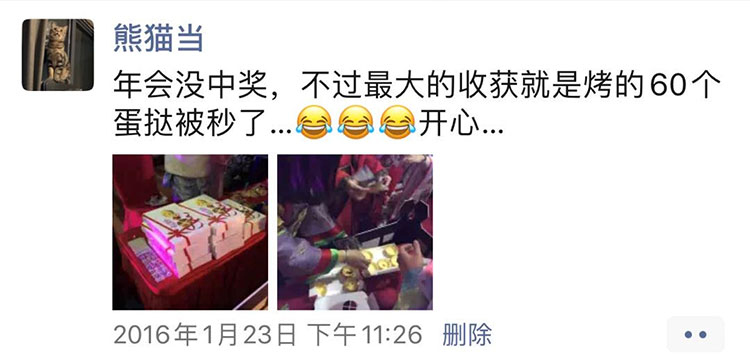 熊猫当
年会没中奖，不过最大的收获就是烤的60个
蛋挞被秒了...😂😂😂开心...
2016年1月23日 下午11:26 删除